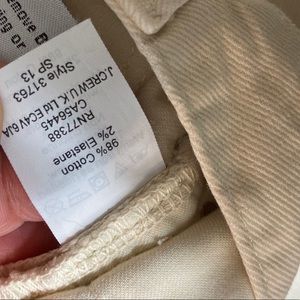 98% Cotton
2% Elastane
RN77388
CA56445
J.CREW U.K. Ltd EC4V 6JA
Style 31763
SP 13